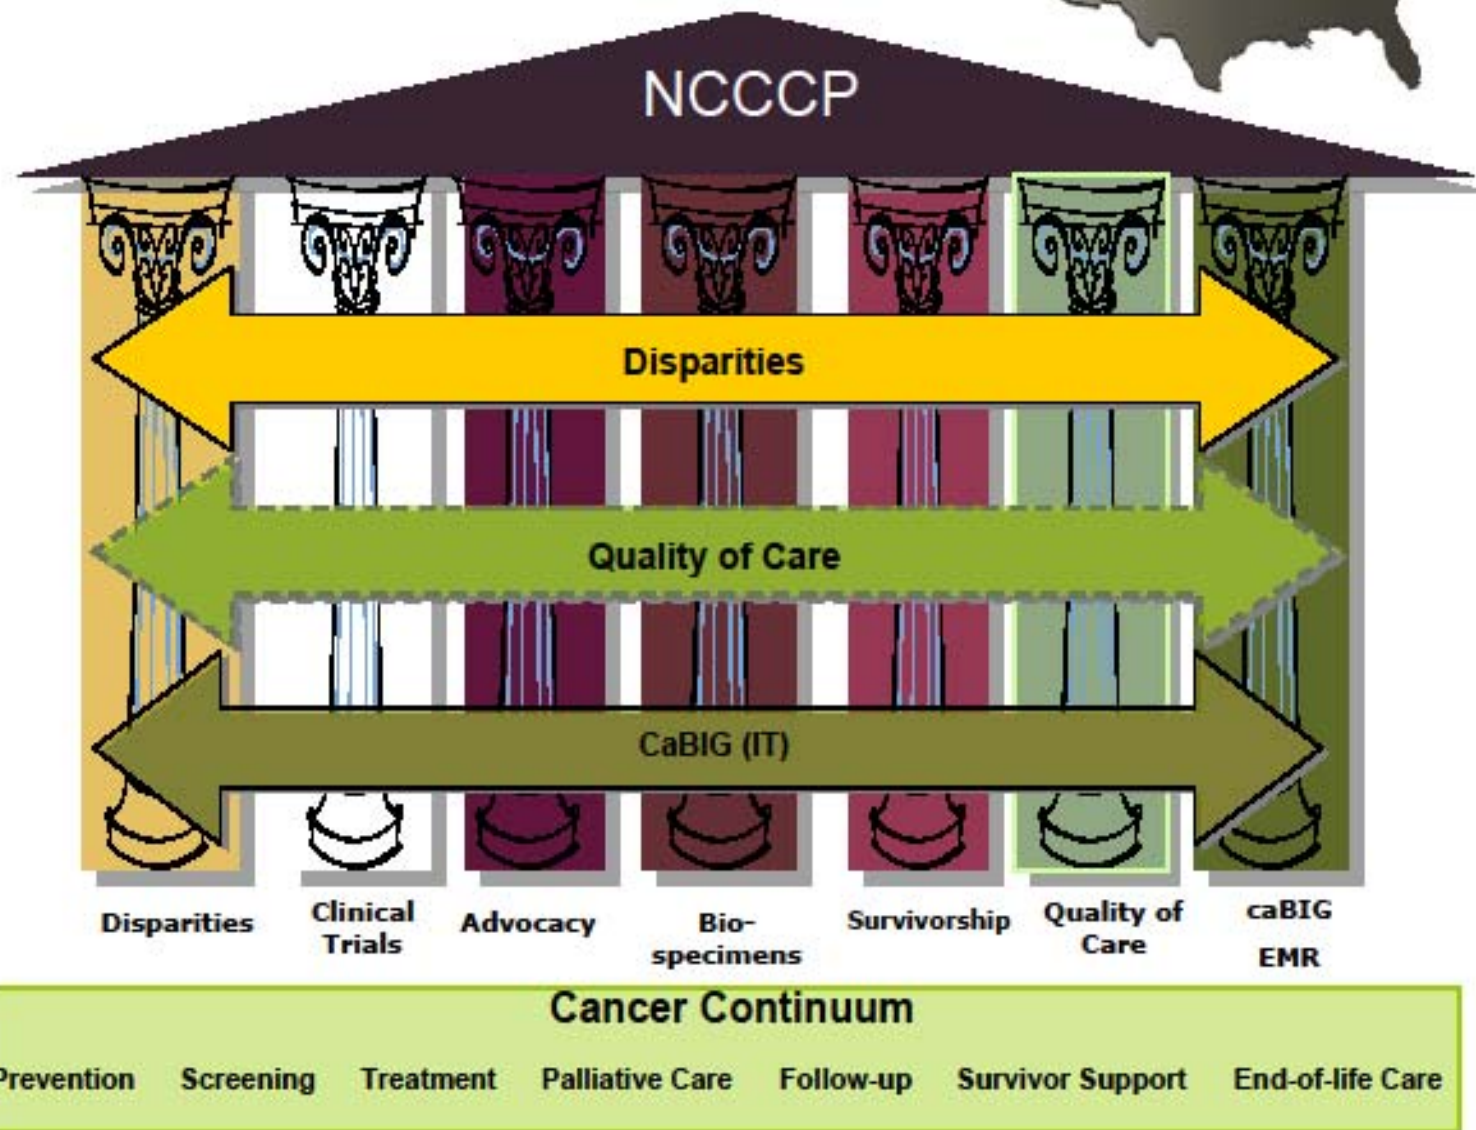 NCCCP
Disparities
Quality of Care
CaBIG (IT)
Disparities
Clinical
Trials
Advocacy
Bio-
specimens
Survivorship
Quality of
Care
caBIG
EMR
Cancer Continuum
Prevention Screening Treatment Palliative Care Follow-up Survivor Support End-of-life Care